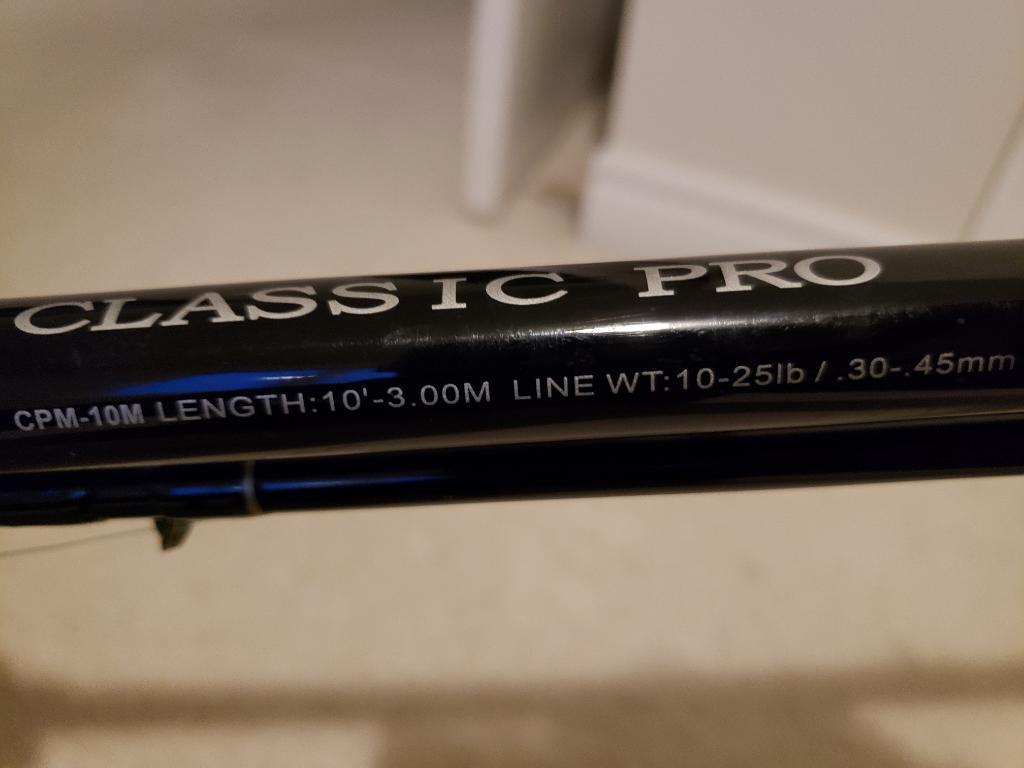 CLASSIC PRO
CPM-10M LENGTH:10'-3.00M LINE WT:10-25lb / .30-.45mm